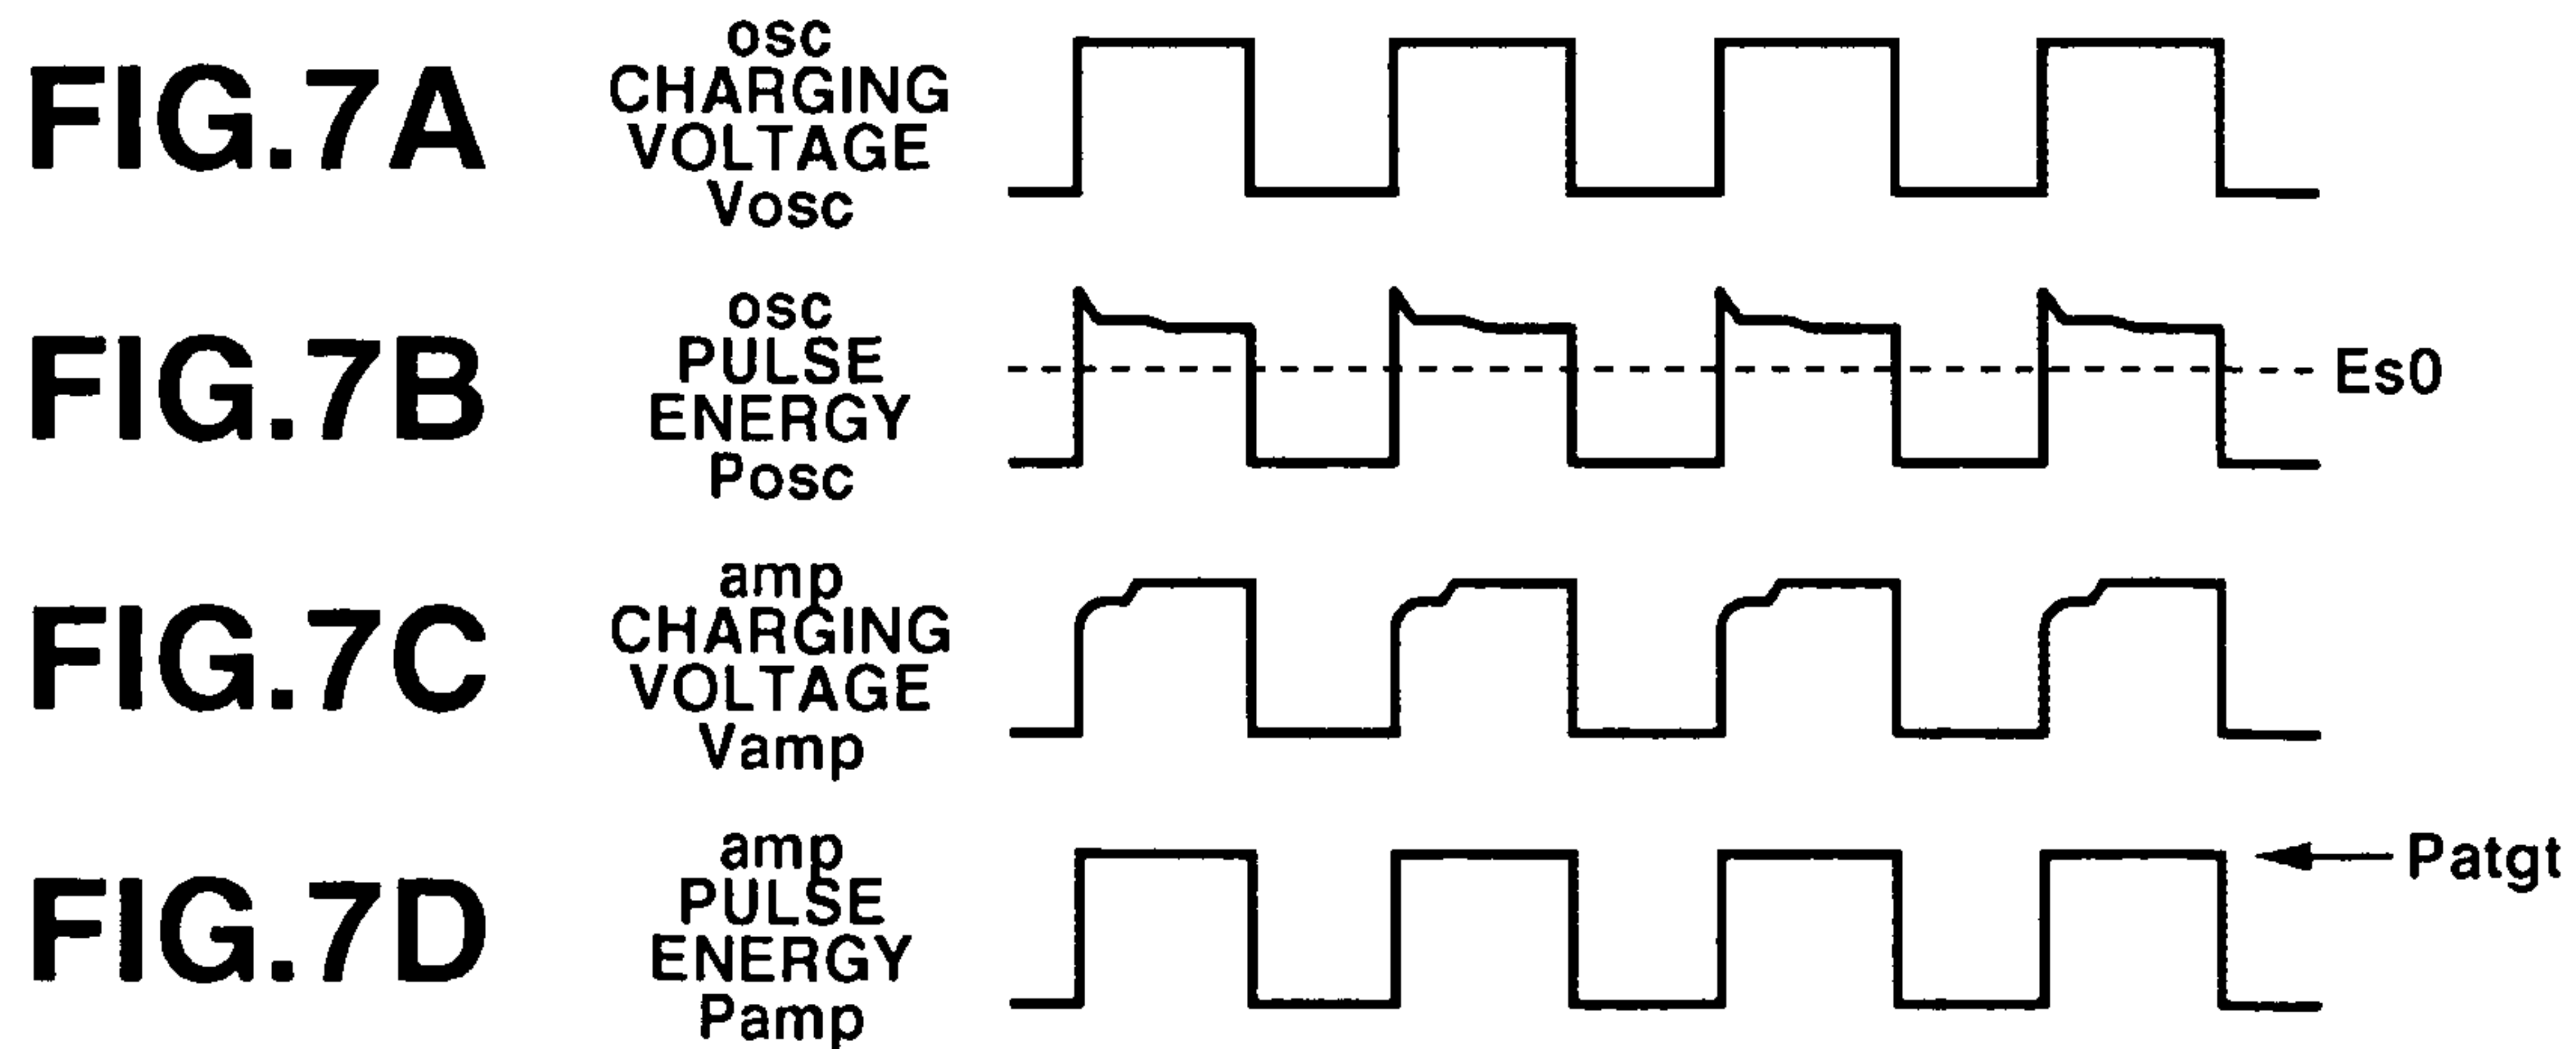 FIG.7A
osc
CHARGING
VOLTAGE
Vosc
FIG.7B
osc
PULSE
ENERGY
Posc
Es0
FIG.7C
amp
CHARGING
VOLTAGE
Vamp
FIG.7D
amp
PULSE
ENERGY
Pamp
Patgt